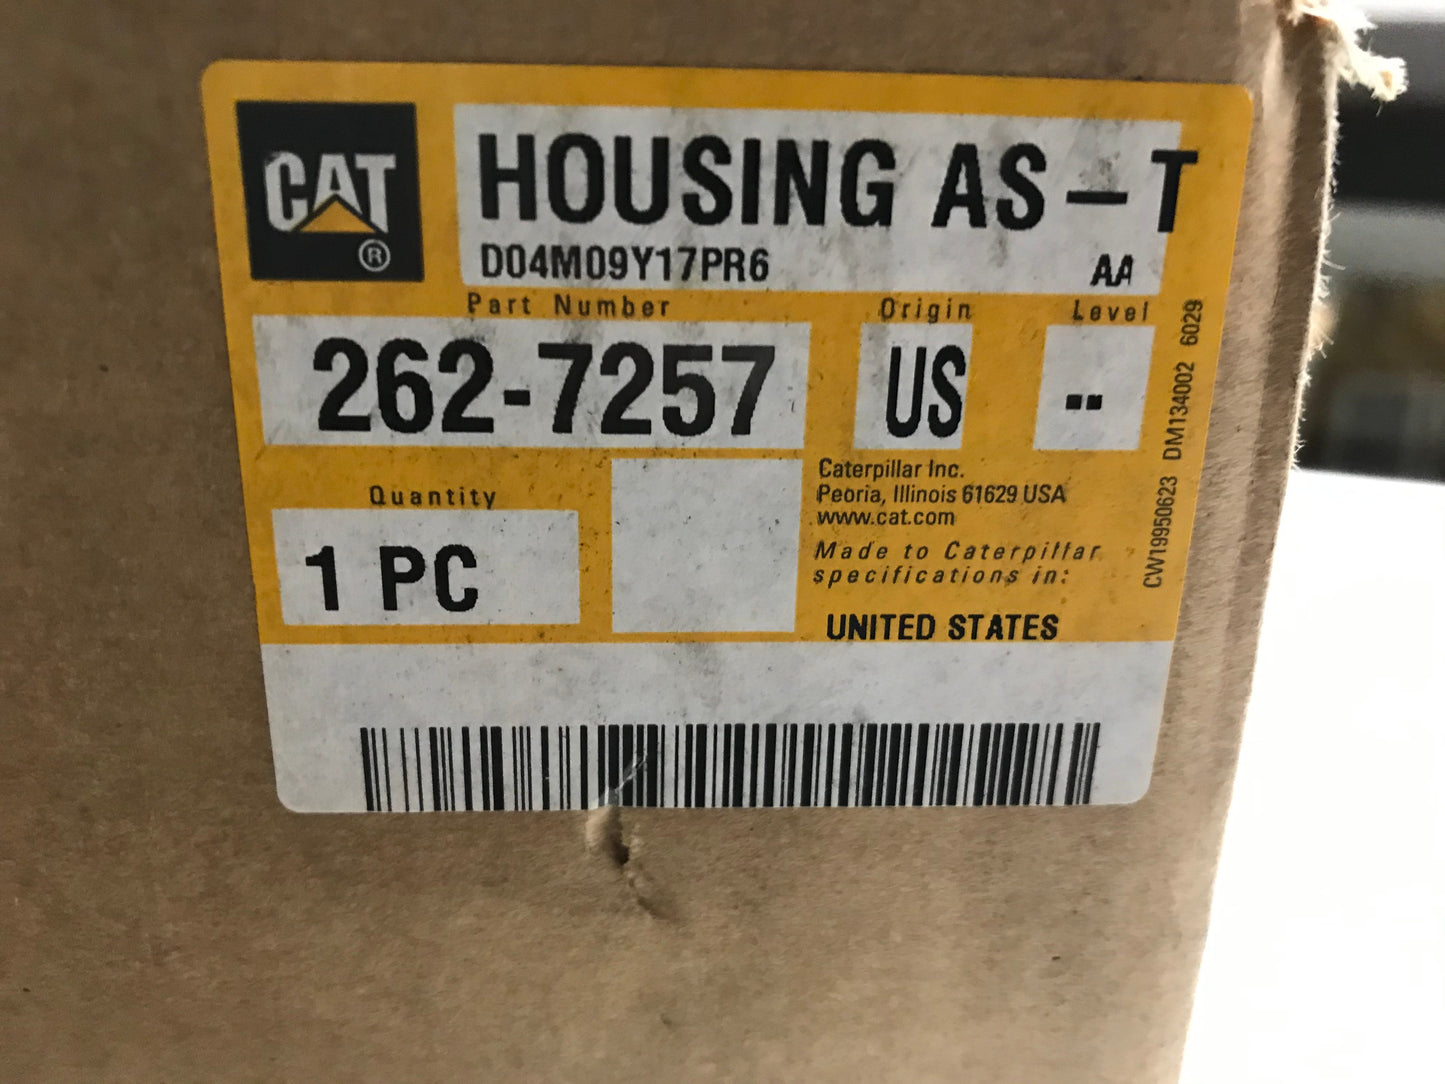 CAT
®
HOUSING AS – T
D04M09Y17PR6 AA
Part Number Origin Level
262-7257 US --
Quantity
1 PC
Caterpillar Inc.
Peoria, Illinois 61629 USA
www.cat.com
Made to Caterpillar
specifications in:
UNITED STATES
CW19950623 DM134002 6029